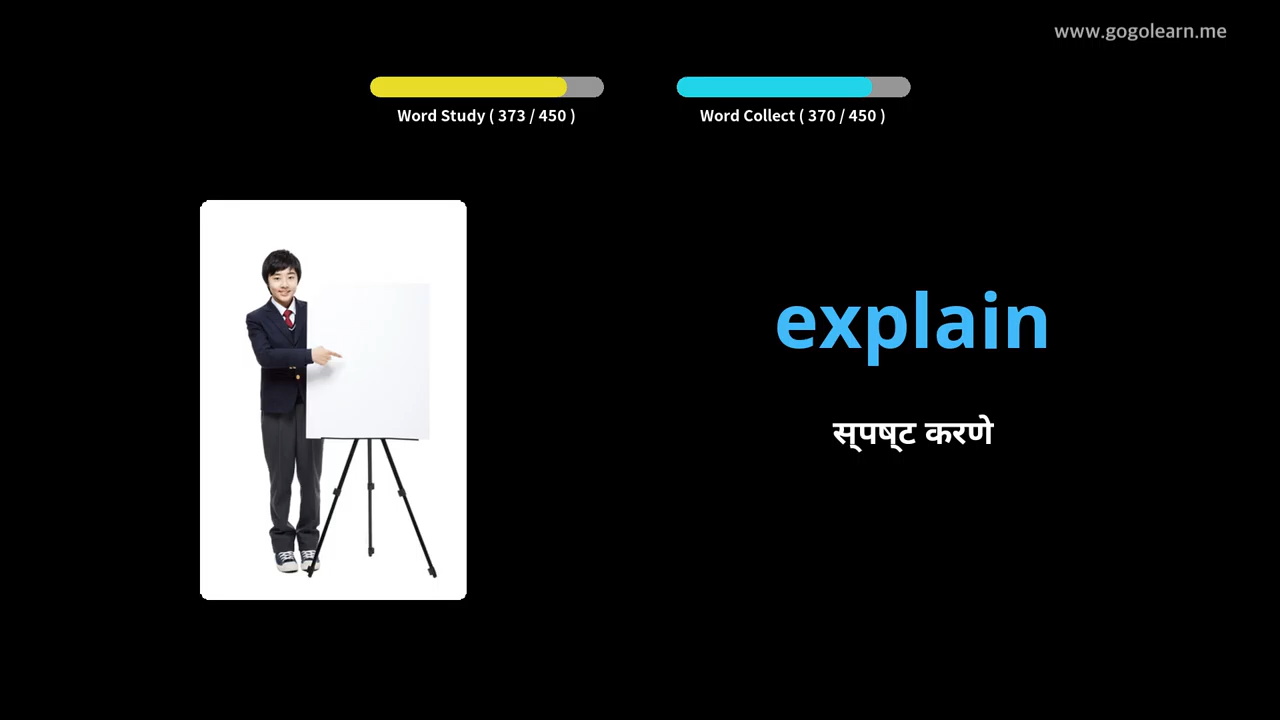 www.gogolearn.me
Word Study ( 373 / 450 )
Word Collect ( 370 / 450 )
explain
स्पष्ट करणे